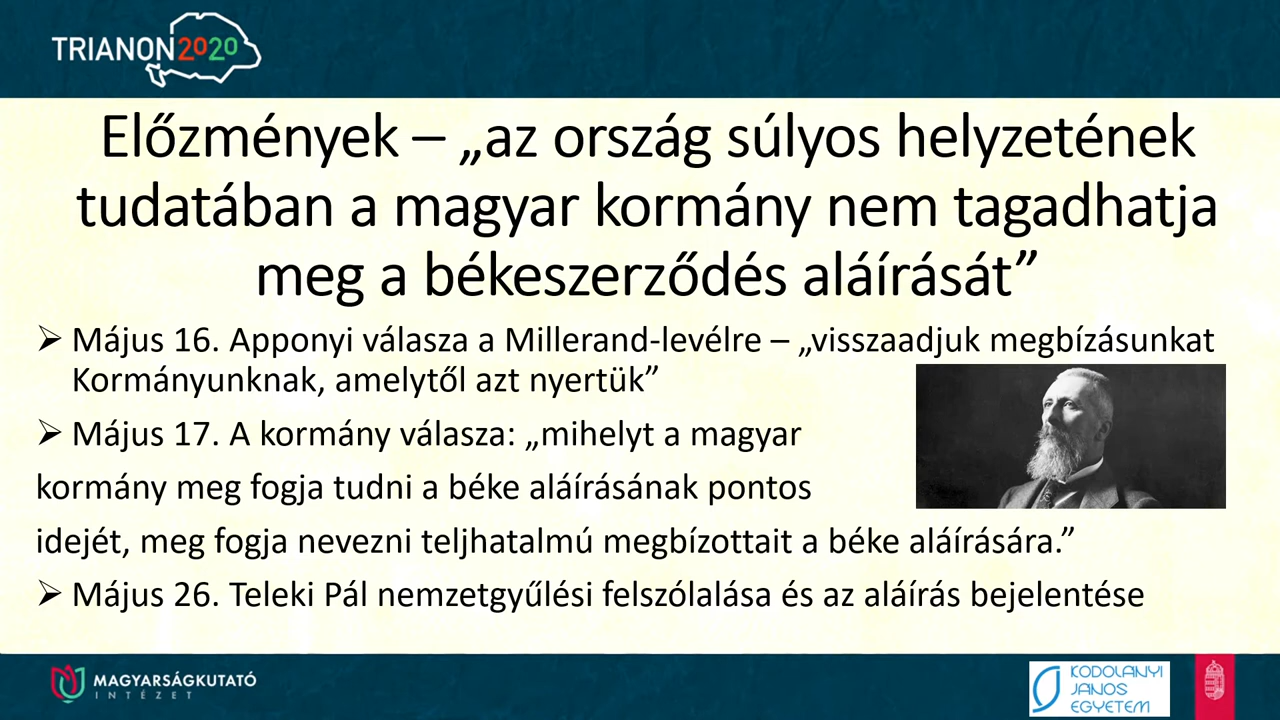 TRIANON2020
Előzmények – „az ország súlyos helyzetének
tudatában a magyar kormány nem tagadhatja
meg a békeszerződés aláírását”
➢ Május 16. Apponyi válasza a Millerand-levélre – „visszaadjuk megbízásunkat
Kormányunknak, amelytől azt nyertük”
➢ Május 17. A kormány válasza: „mihelyt a magyar
kormány meg fogja tudni a béke aláírásának pontos
idejét, meg fogja nevezni teljhatalmú megbízottait a béke aláírására.”
➢ Május 26. Teleki Pál nemzetgyűlési felszólalása és az aláírás bejelentése
MAGYARSÁGKUTATÓ
INTÉZET
KODOLÁNYI
JÁNOS
EGYETEM